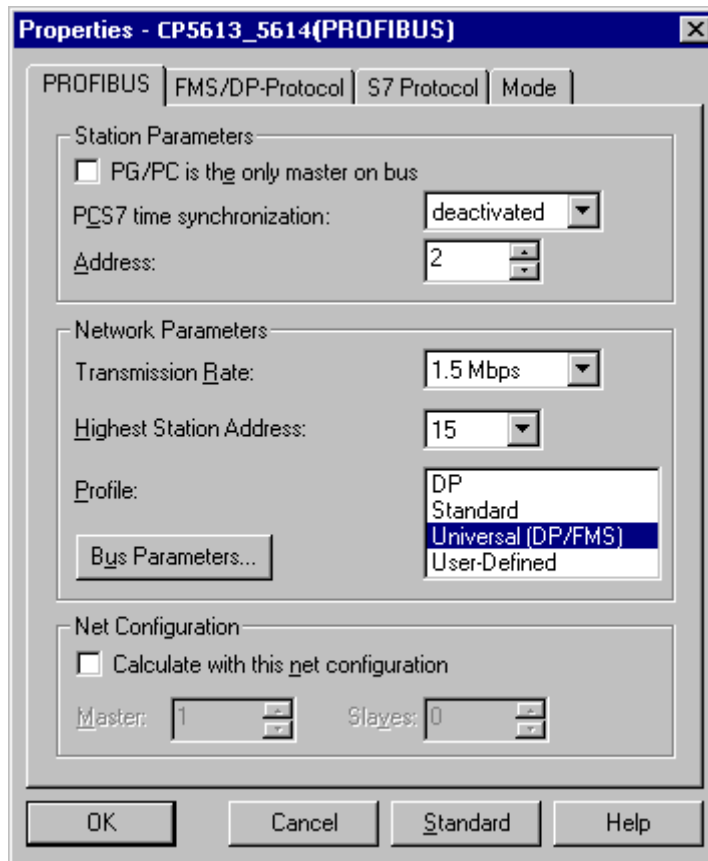 Properties - CP5613_5614(PROFIBUS)
PROFIBUS FMS/DP-Protocol S7 Protocol Mode
Station Parameters
PG/PC is the only master on bus
PCS7 time synchronization: deactivated
Address: 2
Network Parameters
Transmission Rate: 1.5 Mbps
Highest Station Address: 15
Profile: DP
Standard
Universal (DP/FMS)
Bus Parameters... User-Defined
Net Configuration
Calculate with this net configuration
Master: 1 Slaves: 0
OK Cancel Standard Help